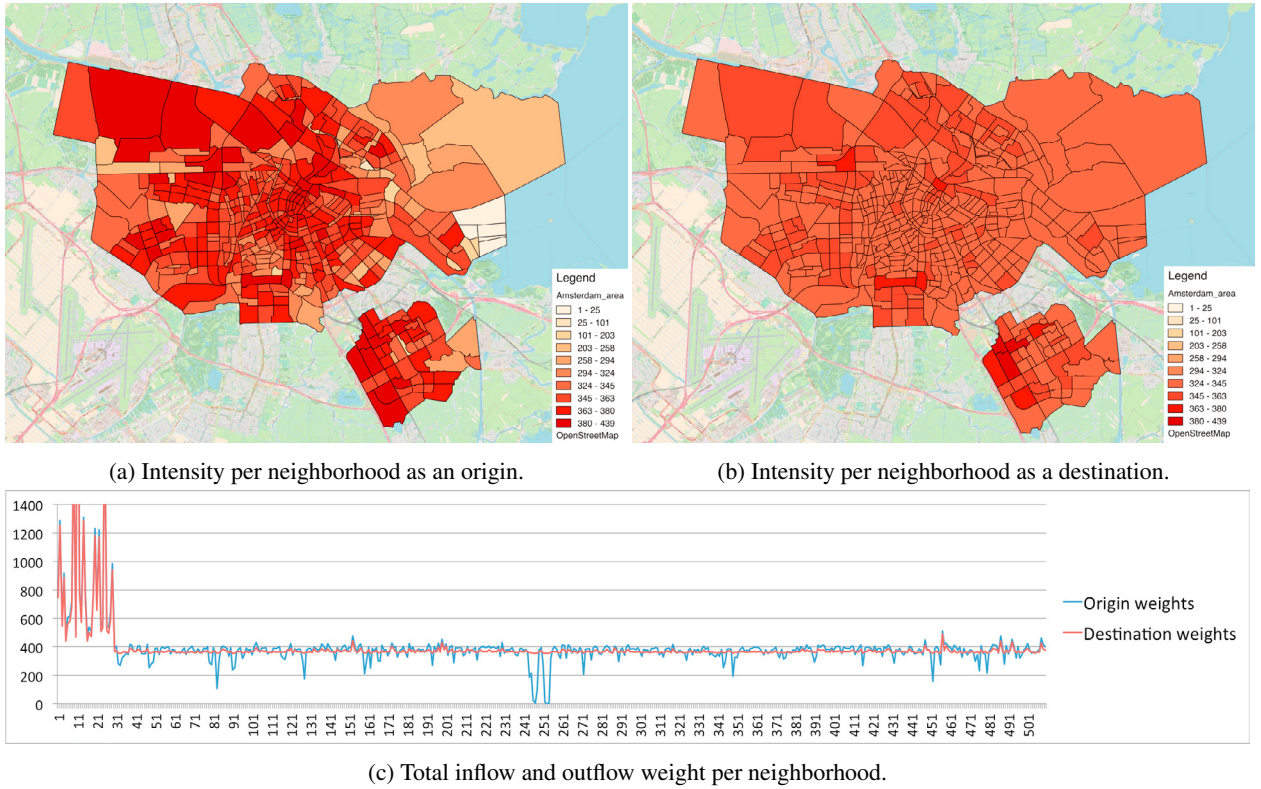 Legend
Amsterdam_area
1 - 25
25 - 101
101 - 203
203 - 258
258 - 294
294 - 324
324 - 345
345 - 363
363 - 380
380 - 439
OpenStreetMap
Legend
Amsterdam_area
1 - 25
25 - 101
101 - 203
203 - 258
258 - 294
294 - 324
324 - 345
345 - 363
363 - 380
380 - 439
OpenStreetMap
(a) Intensity per neighborhood as an origin.
(b) Intensity per neighborhood as a destination.
1400
1200
1000
800
600
400
200
0
Origin weights
Destination weights
1 11 21 31 41 51 61 71 81 91 101 111 121 131 141 151 161 171 181 191 201 211 221 231 241 251 261 271 281 291 301 311 321 331 341 351 361 371 381 391 401 411 421 431 441 451 461 471 481 491 501
(c) Total inflow and outflow weight per neighborhood.